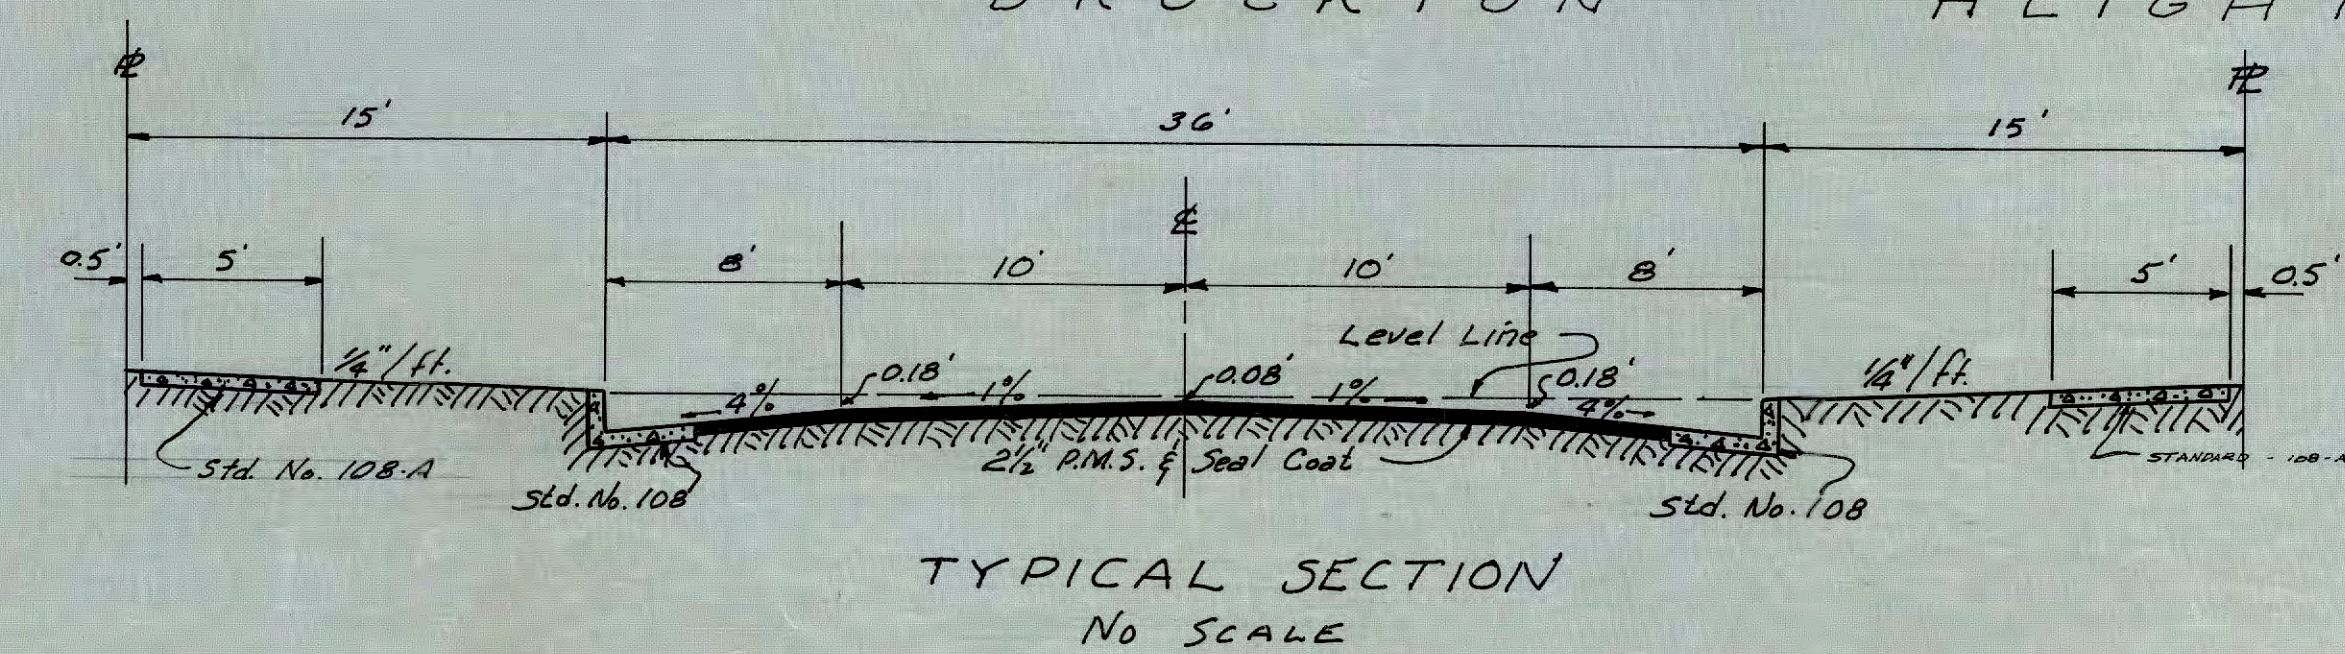 ℄
15'
36'
15'
0.5'
5'
8'
10'
10'
8'
5'
0.5'
Level Line
1/4"/ft.
4%
0.18'
1%
0.08'
1%
0.18'
4%
1/4"/ft.
Std. No. 108-A
Std. No. 108
2½" P.M.S. & Seal Coat
Std. No. 108
STANDARD - 108-A
TYPICAL SECTION
No SCALE